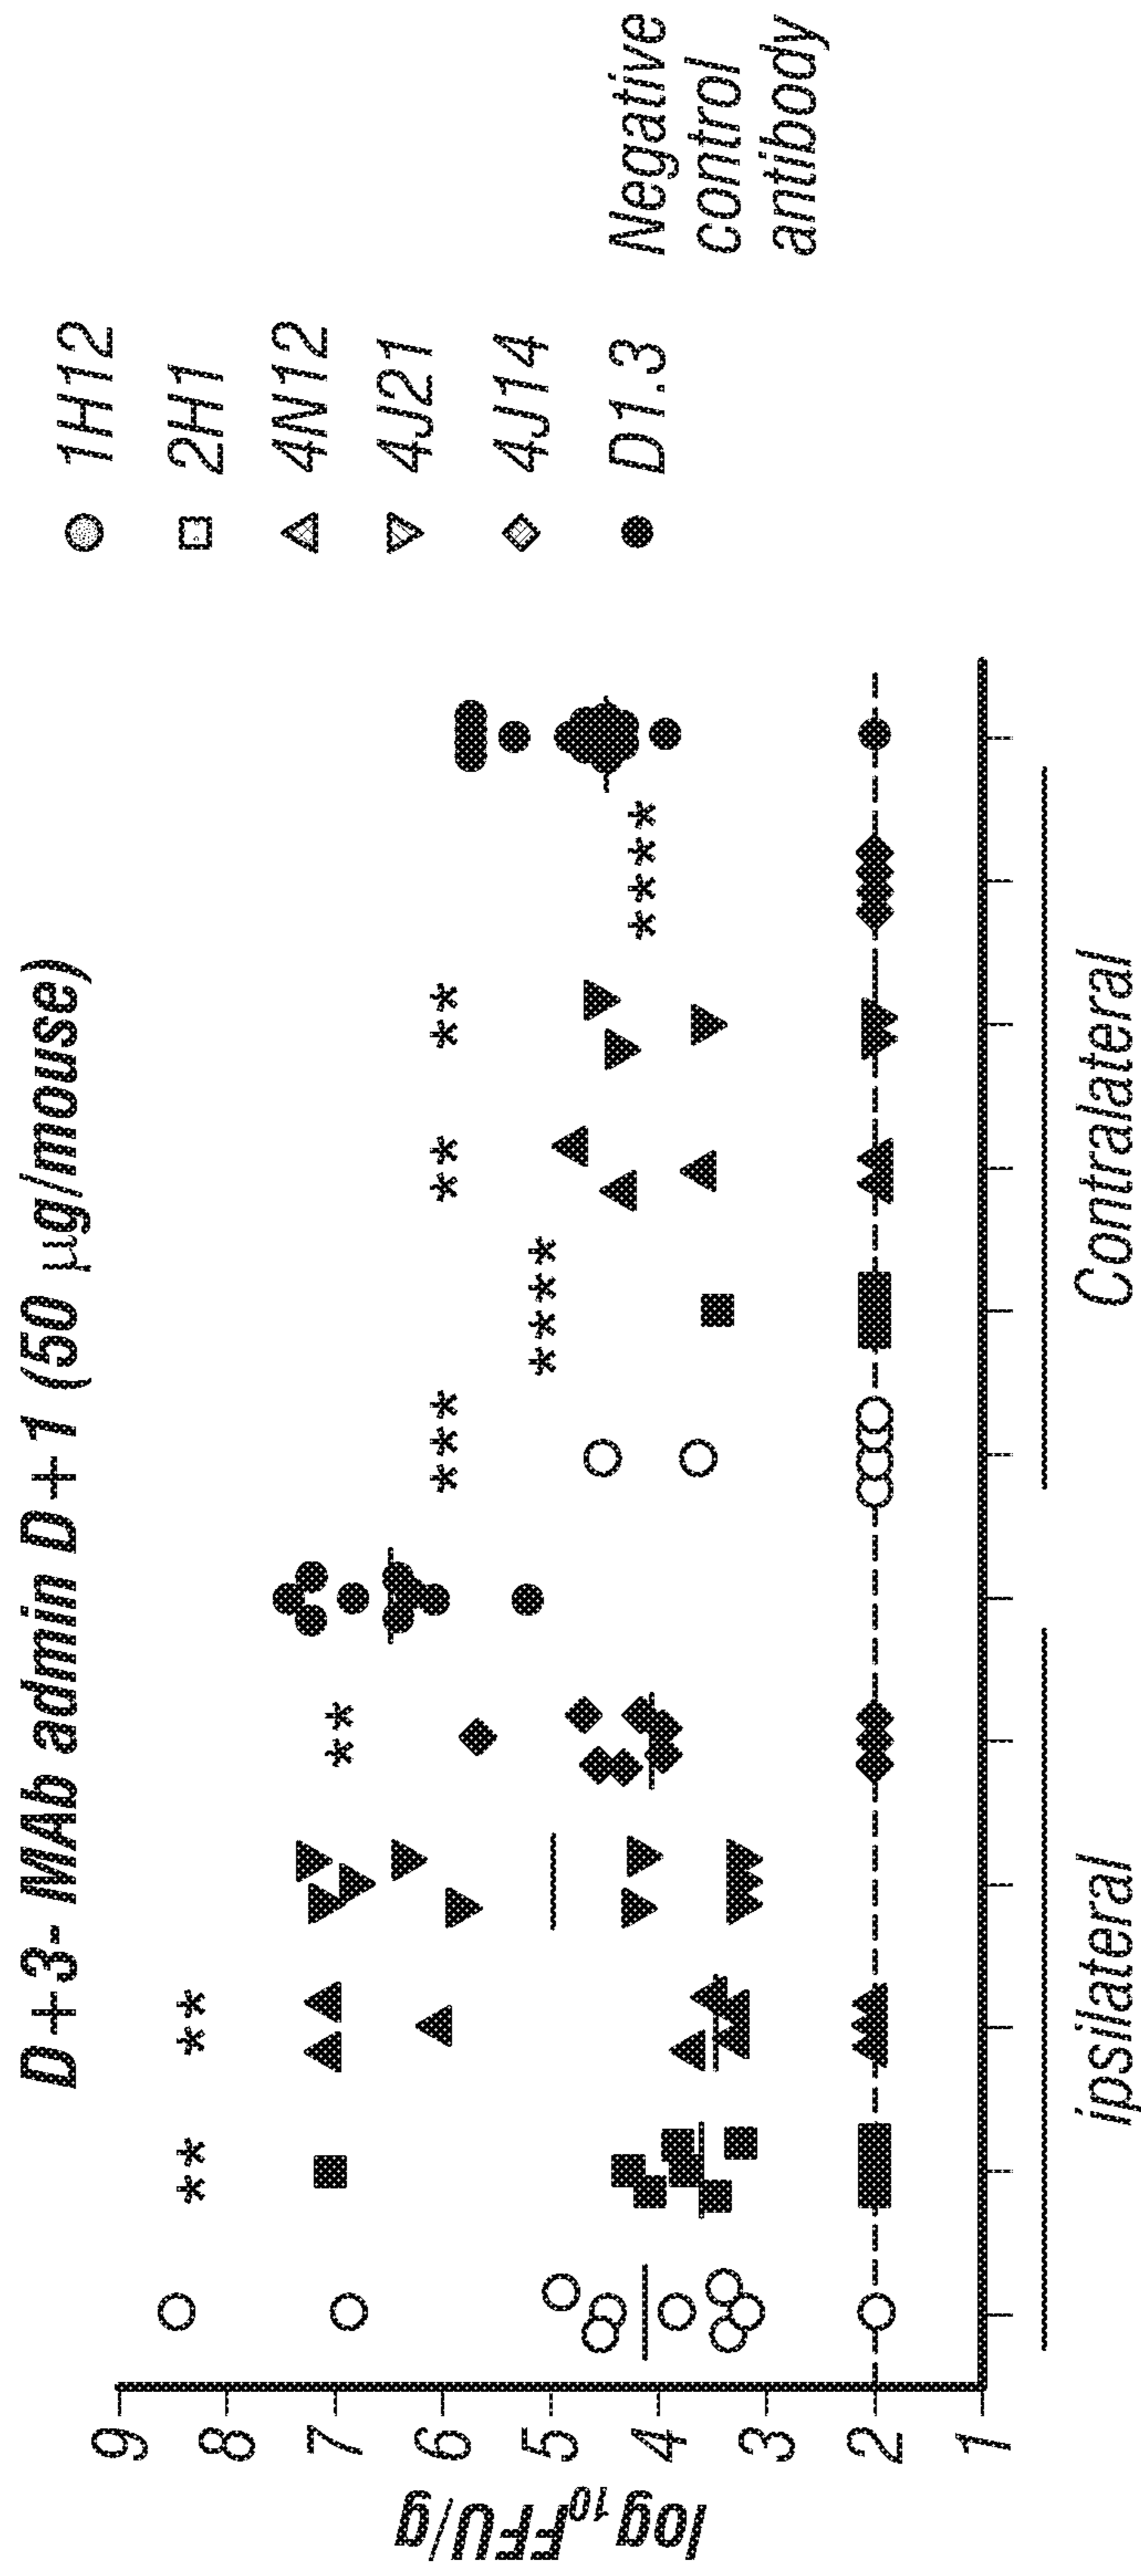 D+3- MAb admin D+1 (50 µg/mouse)
log₁₀FFU/g
9
8
7
6
5
4
3
2
1
**
**
**
***
****
**
**
****
ipsilateral
Contralateral
1H12
2H1
4N12
4J21
4J14
D1.3
Negative
control
antibody